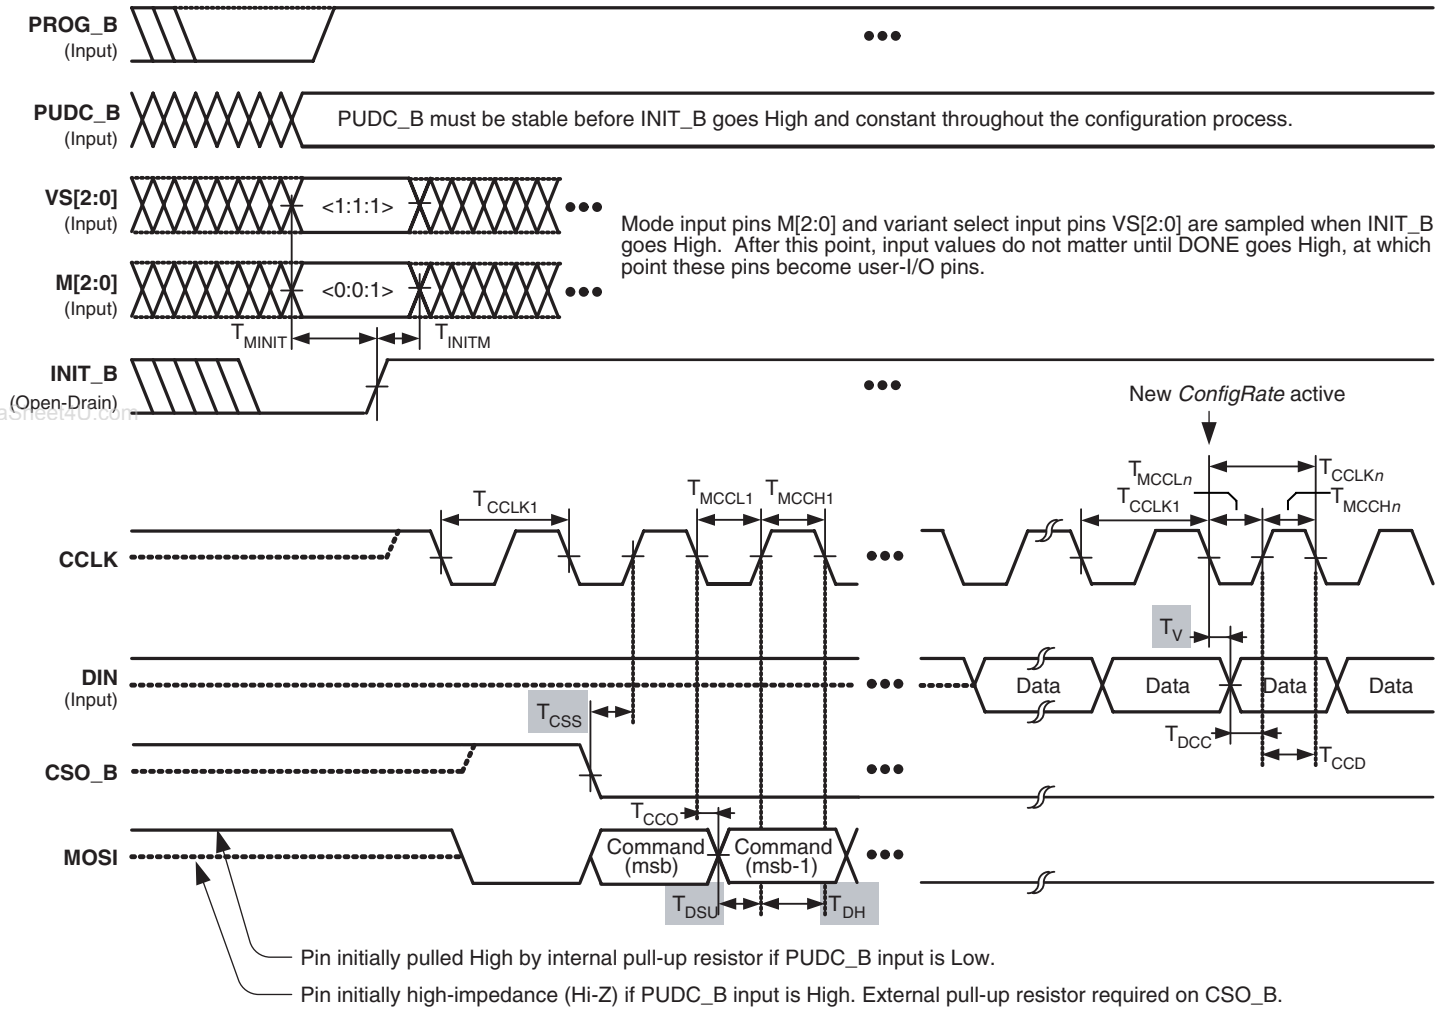 PROG_B
(Input)
PUDC_B
(Input)
PUDC_B must be stable before INIT_B goes High and constant throughout the configuration process.
VS[2:0]
(Input)
<1:1:1>
Mode input pins M[2:0] and variant select input pins VS[2:0] are sampled when INIT_B
goes High. After this point, input values do not matter until DONE goes High, at which
point these pins become user-I/O pins.
M[2:0]
(Input)
<0:0:1>
TMINIT
TINITM
INIT_B
(Open-Drain)
aSheet4U.com
New ConfigRate active
TCCLK1
TMCCL1
TMCCH1
TMCCLn
TCCLKn
TCCLK1
TMCCHn
CCLK
TV
DIN
(Input)
Data
Data
Data
Data
TCSS
TDCC
TCCD
CSO_B
TCCO
MOSI
Command
(msb)
Command
(msb-1)
TDSU
TDH
Pin initially pulled High by internal pull-up resistor if PUDC_B input is Low.
Pin initially high-impedance (Hi-Z) if PUDC_B input is High. External pull-up resistor required on CSO_B.